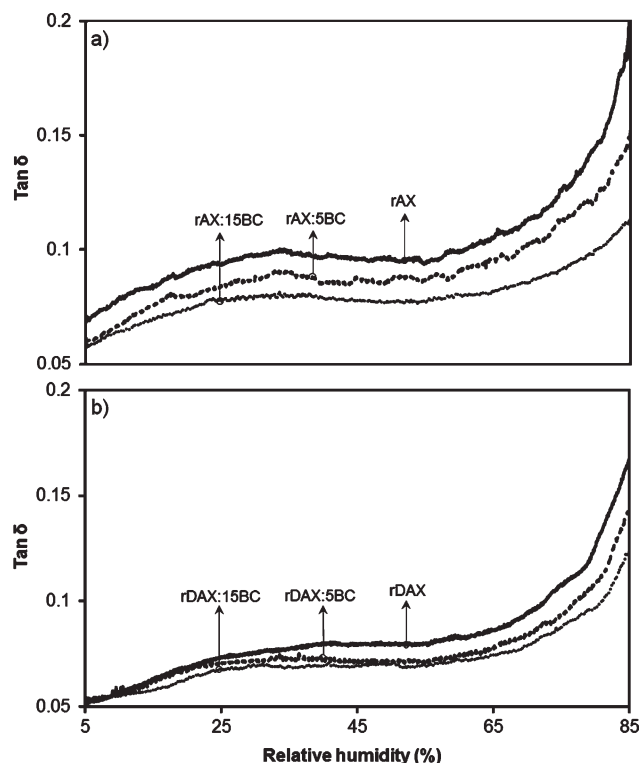 a)
0.2
0.15
0.1
0.05
Tan δ
rAX:15BC
rAX:5BC
rAX
b)
0.2
0.15
0.1
0.05
Tan δ
rDAX:15BC
rDAX:5BC
rDAX
5
25
45
65
85
Relative humidity (%)